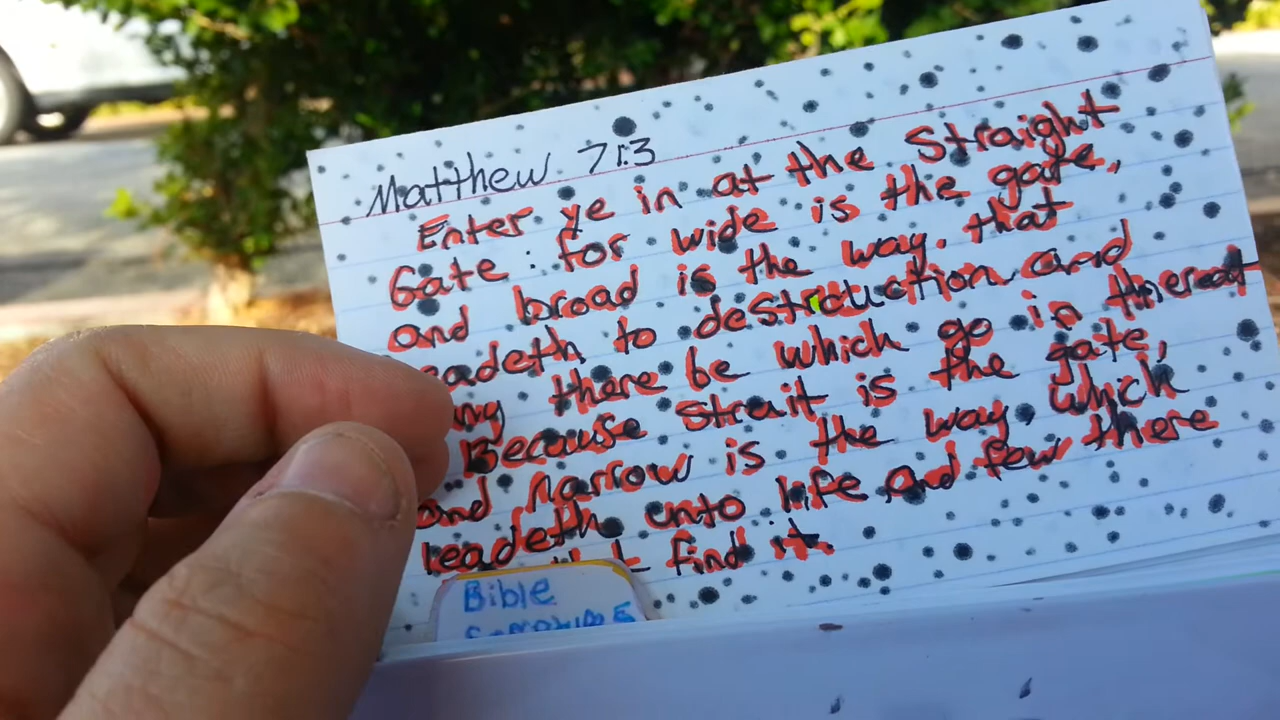 Matthew 7:13
Enter ye in at the Straight
Gate: for wide is the gate,
and broad is the way. that
eadeth to destruction and
there be which go in thereat
Because strait is the gate,
and narrow is the way, which
leadeth unto life and few there
find it.
Bible